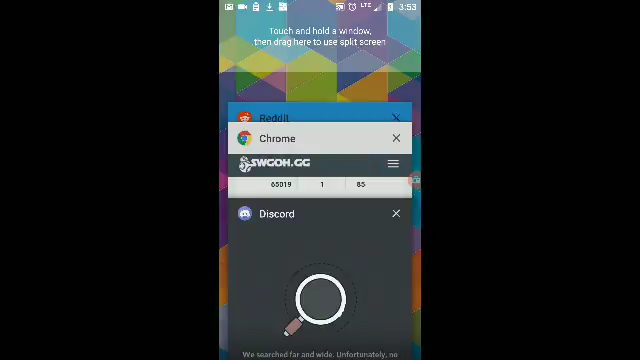 LTE 3:53
Touch and hold a window,
then drag here to use split screen
Reddit
Chrome
SWGOH.GG
65019 1 85
Discord
We searched far and wide. Unfortunately, no